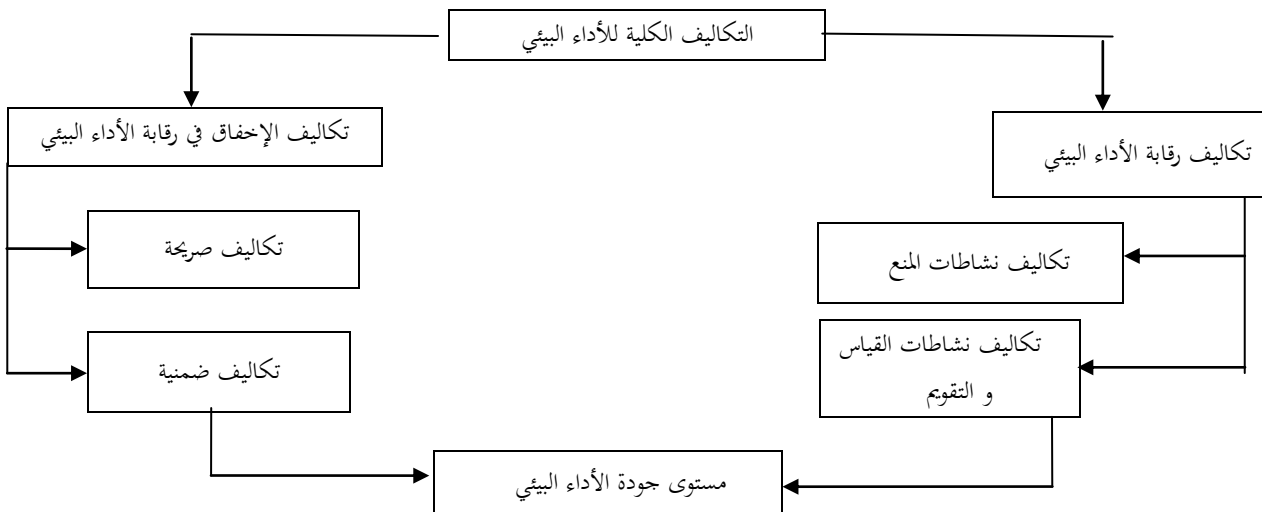 التكاليف الكلية للأداء البيئي
تكاليف رقابة الأداء البيئي
تكاليف الإخفاق في رقابة الأداء البيئي
تكاليف نشاطات المنع
تكاليف صريحة
تكاليف نشاطات القياس
و التقويم
تكاليف ضمنية
مستوى جودة الأداء البيئي